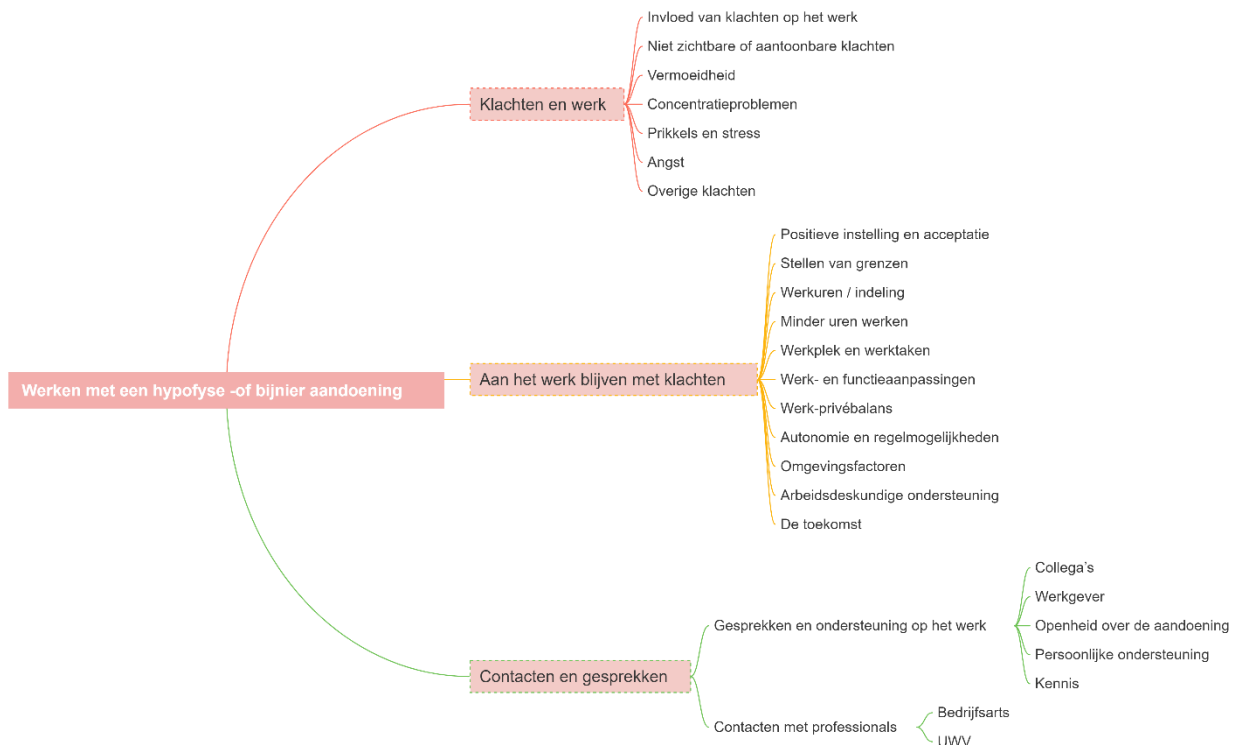 Werken met een hypofyse -of bijnier aandoening
Klachten en werk
Invloed van klachten op het werk
Niet zichtbare of aantoonbare klachten
Vermoeidheid
Concentratieproblemen
Prikkels en stress
Angst
Overige klachten
Aan het werk blijven met klachten
Positieve instelling en acceptatie
Stellen van grenzen
Werkuren / indeling
Minder uren werken
Werkplek en werktaken
Werk- en functieaanpassingen
Werk-privébalans
Autonomie en regelmogelijkheden
Omgevingsfactoren
Arbeidsdeskundige ondersteuning
De toekomst
Contacten en gesprekken
Gesprekken en ondersteuning op het werk
Collega's
Werkgever
Openheid over de aandoening
Persoonlijke ondersteuning
Kennis
Contacten met professionals
Bedrijfsarts
UWV